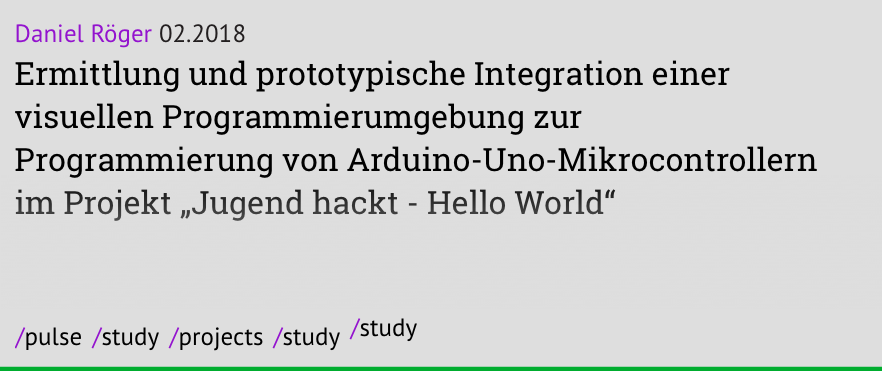 Daniel Röger 02.2018
Ermittlung und prototypische Integration einer
visuellen Programmierumgebung zur
Programmierung von Arduino-Uno-Mikrocontrollern
im Projekt „Jugend hackt - Hello World“
/pulse /study /projects /study /study